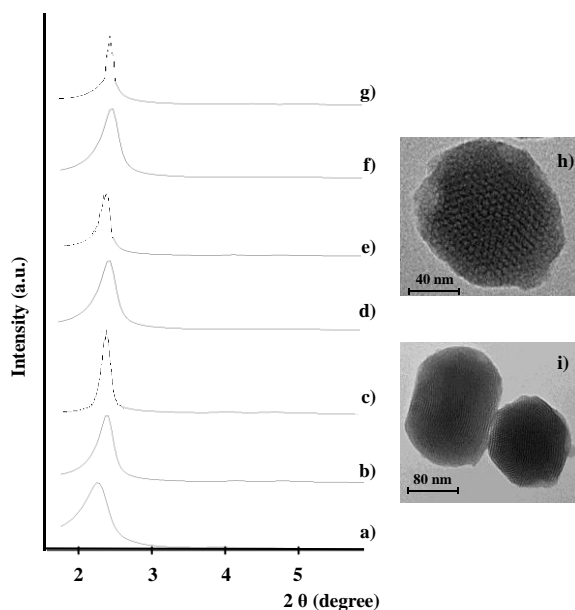 g)
f)
e)
d)
c)
b)
a)
Intensity (a.u.)
2 3 4 5
2 θ (degree)
h)
40 nm
i)
80 nm